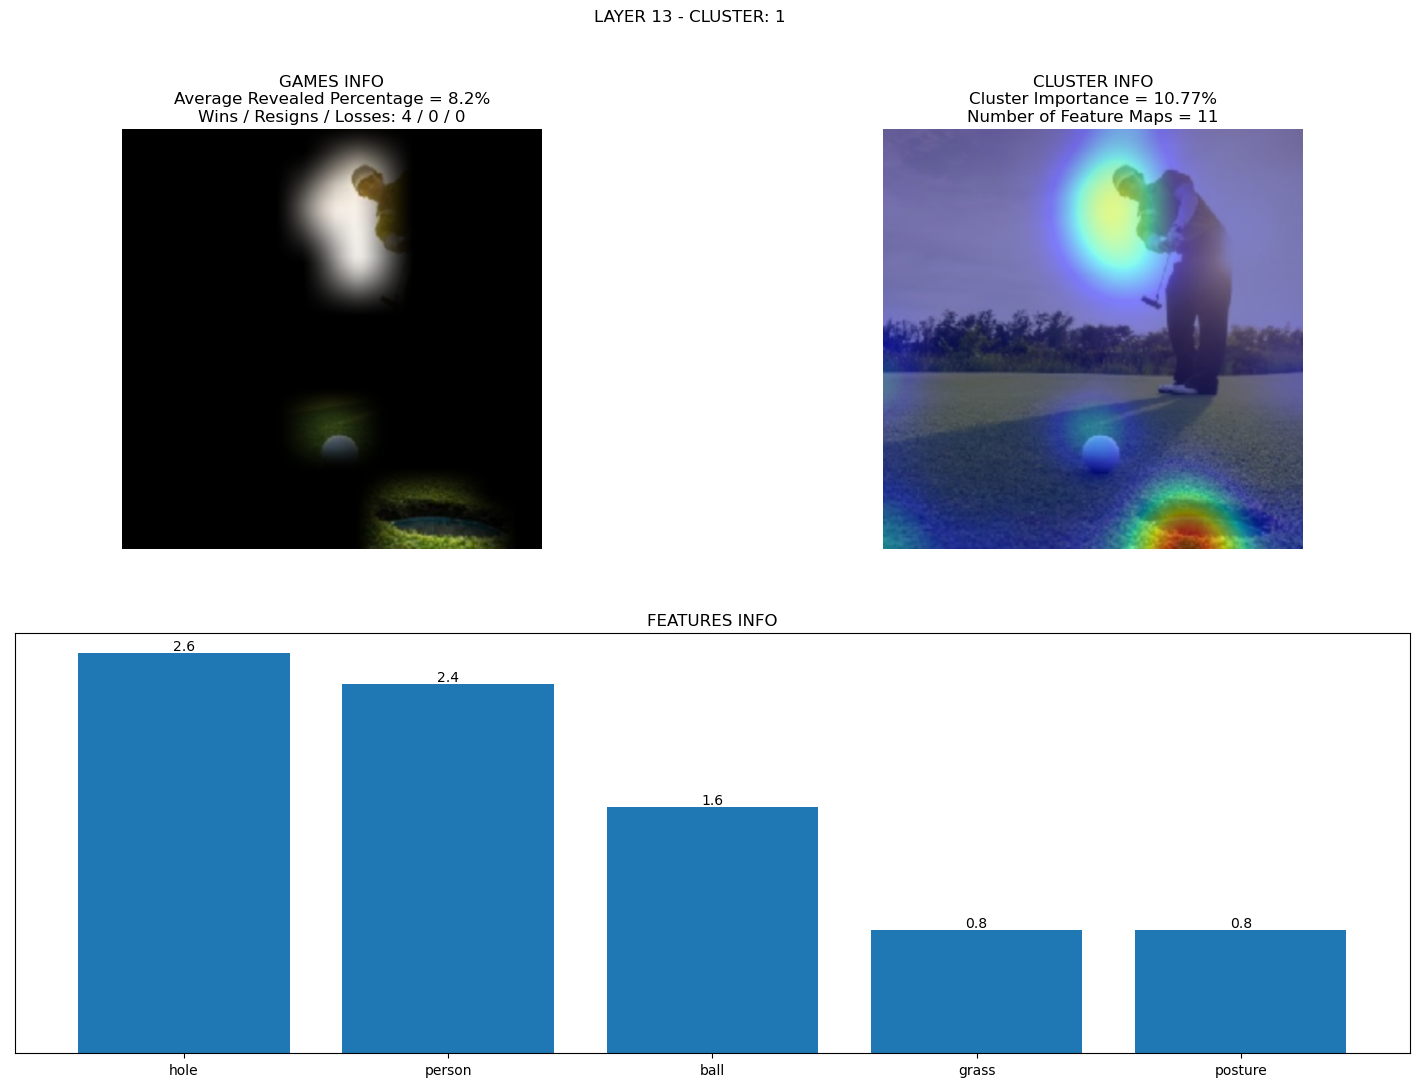 LAYER 13 - CLUSTER: 1
GAMES INFO
Average Revealed Percentage = 8.2%
Wins / Resigns / Losses: 4 / 0 / 0
CLUSTER INFO
Cluster Importance = 10.77%
Number of Feature Maps = 11
FEATURES INFO
2.6
2.4
1.6
0.8
0.8
hole
person
ball
grass
posture